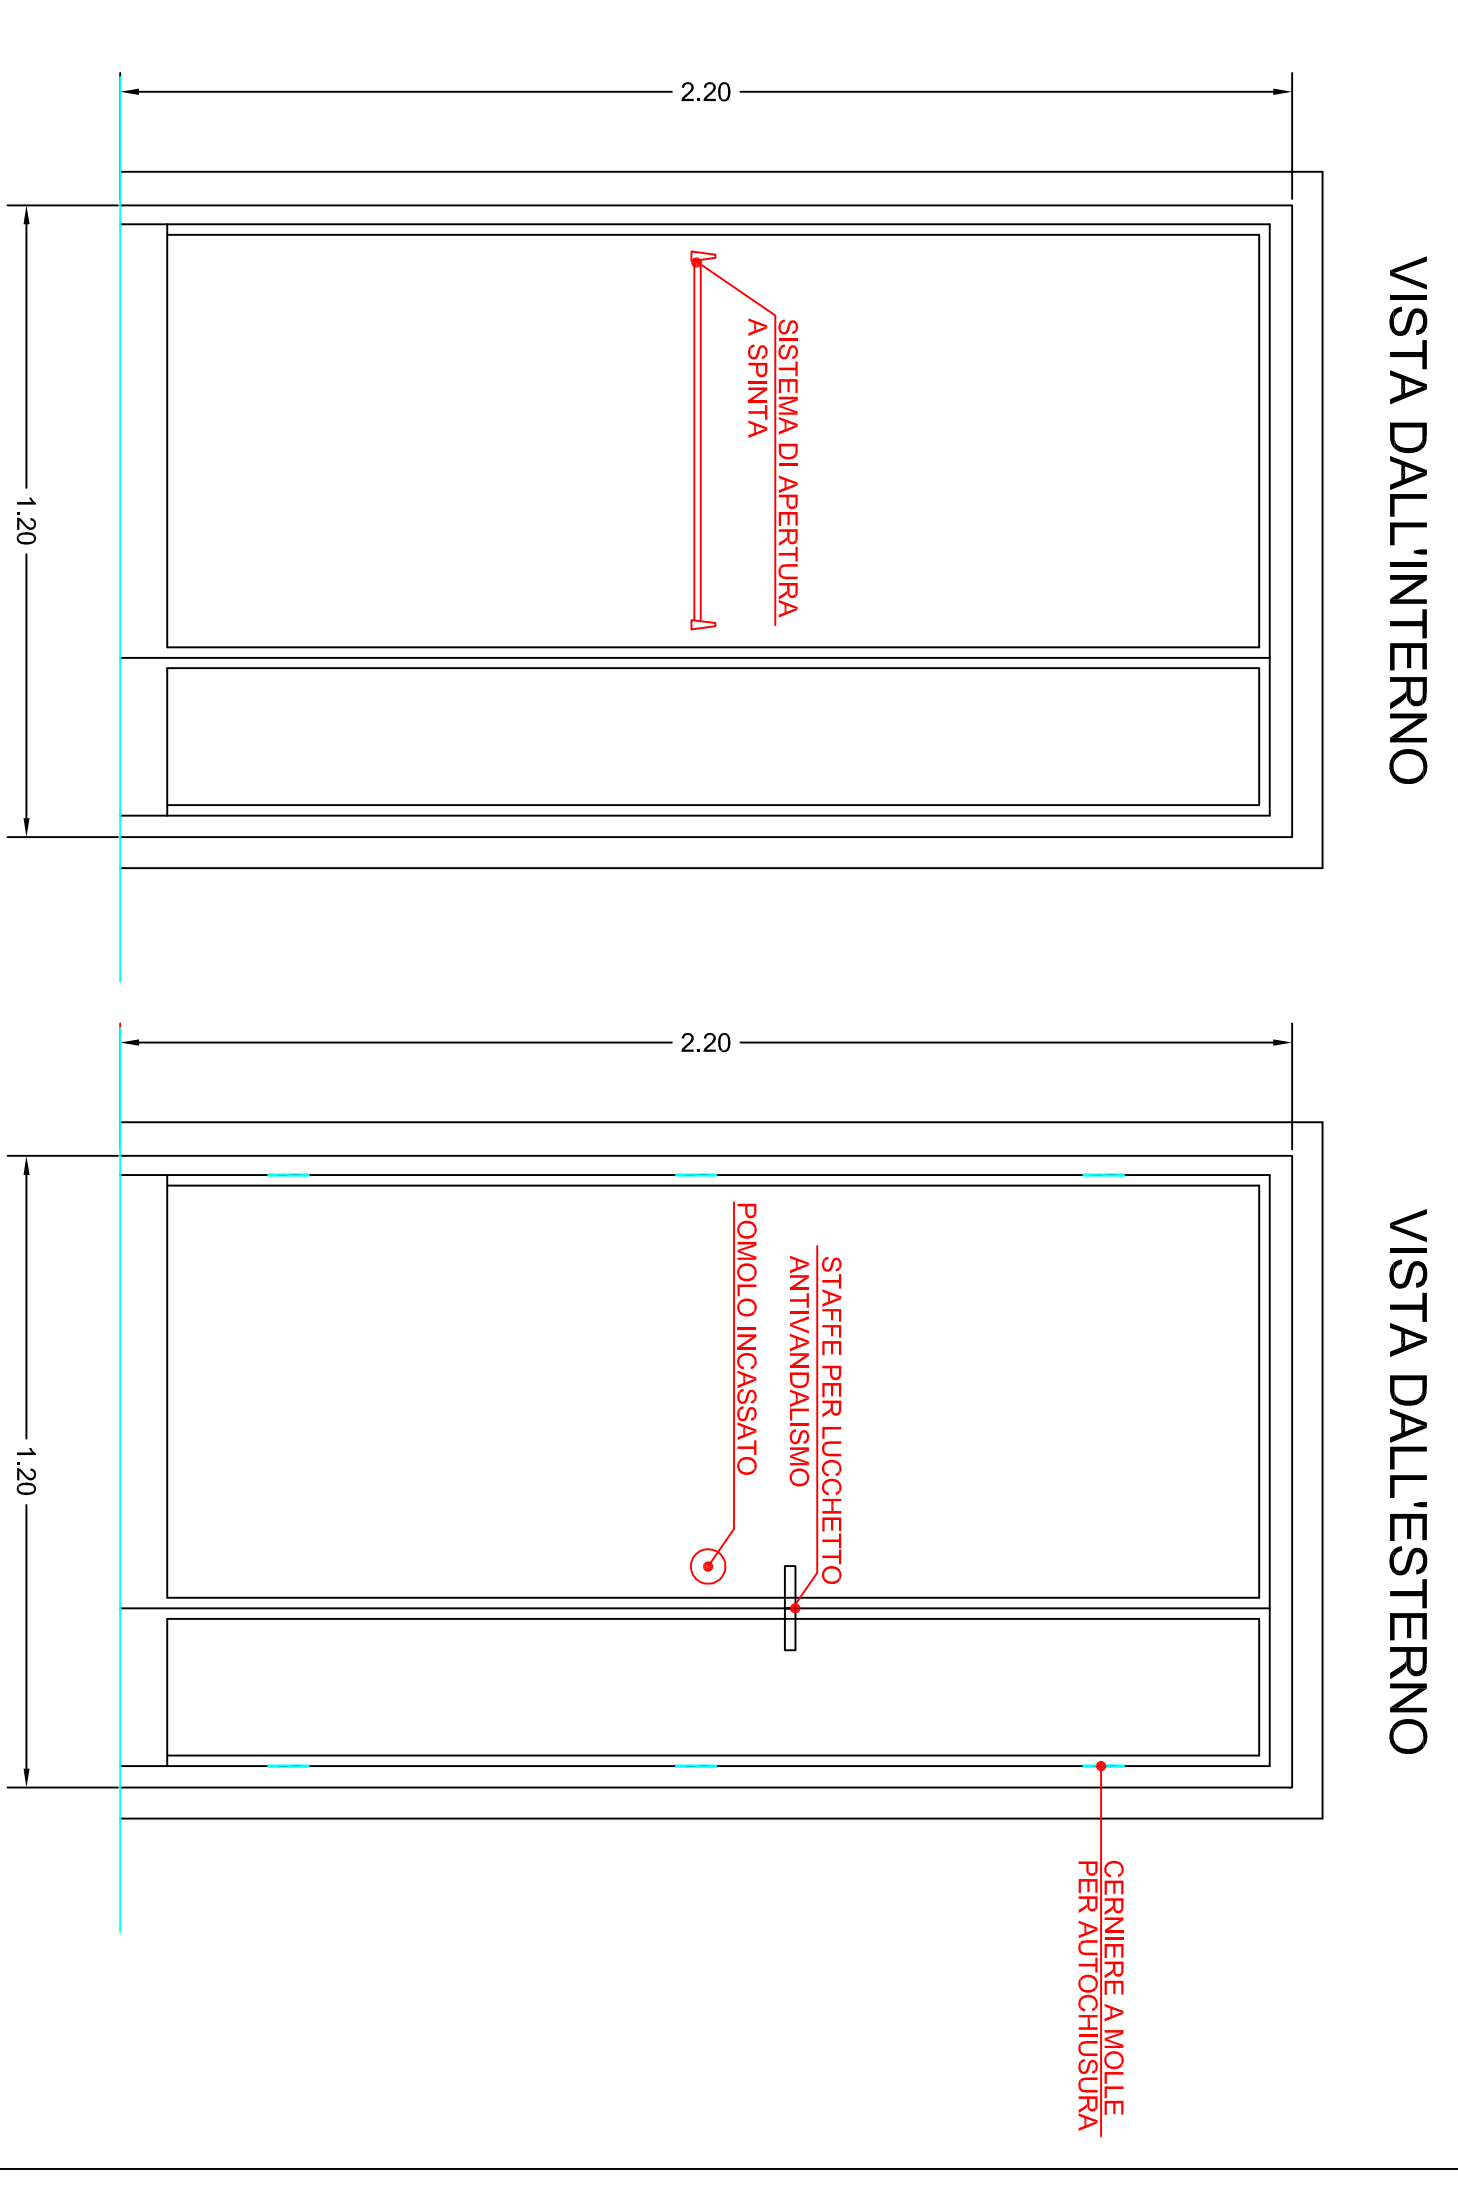 VISTA DALL'INTERNO
2.20
SISTEMA DI APERTURA
A SPINTA
1.20
VISTA DALL'ESTERNO
2.20
CERNIERE A MOLLE
PER AUTOCHIUSURA
STAFFE PER LUCCHETTO
ANTIVANDALISMO
POMOLO INCASSATO
1.20